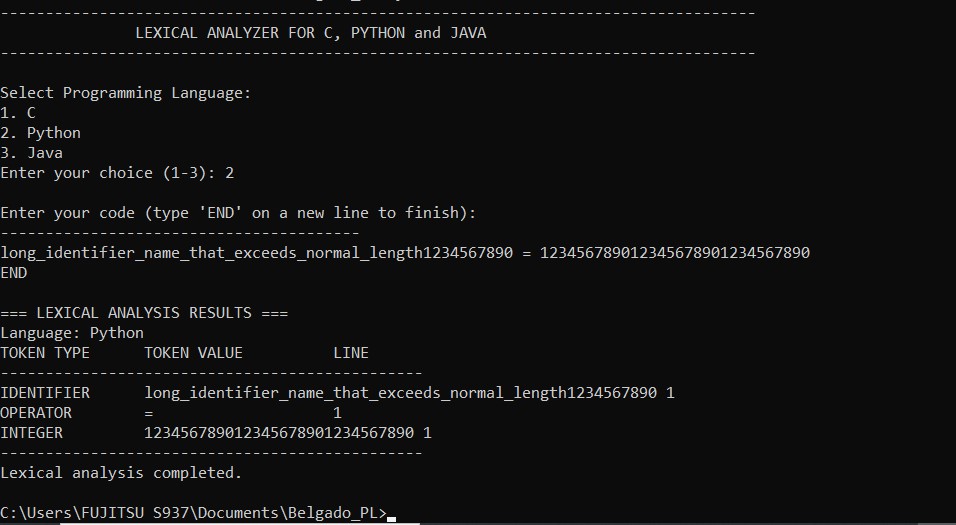 --------------------------------------------------------------------------------
LEXICAL ANALYZER FOR C, PYTHON and JAVA
--------------------------------------------------------------------------------
Select Programming Language:
1. C
2. Python
3. Java
Enter your choice (1-3): 2
Enter your code (type 'END' on a new line to finish):
----------------------------------------
long_identifier_name_that_exceeds_normal_length1234567890 = 123456789012345678901234567890
END
=== LEXICAL ANALYSIS RESULTS ===
Language: Python
TOKEN TYPE      TOKEN VALUE          LINE
-----------------------------------------------
IDENTIFIER      long_identifier_name_that_exceeds_normal_length1234567890 1
OPERATOR        =                    1
INTEGER         123456789012345678901234567890 1
-----------------------------------------------
Lexical analysis completed.
C:\Users\FUJITSU S937\Documents\Belgado_PL>